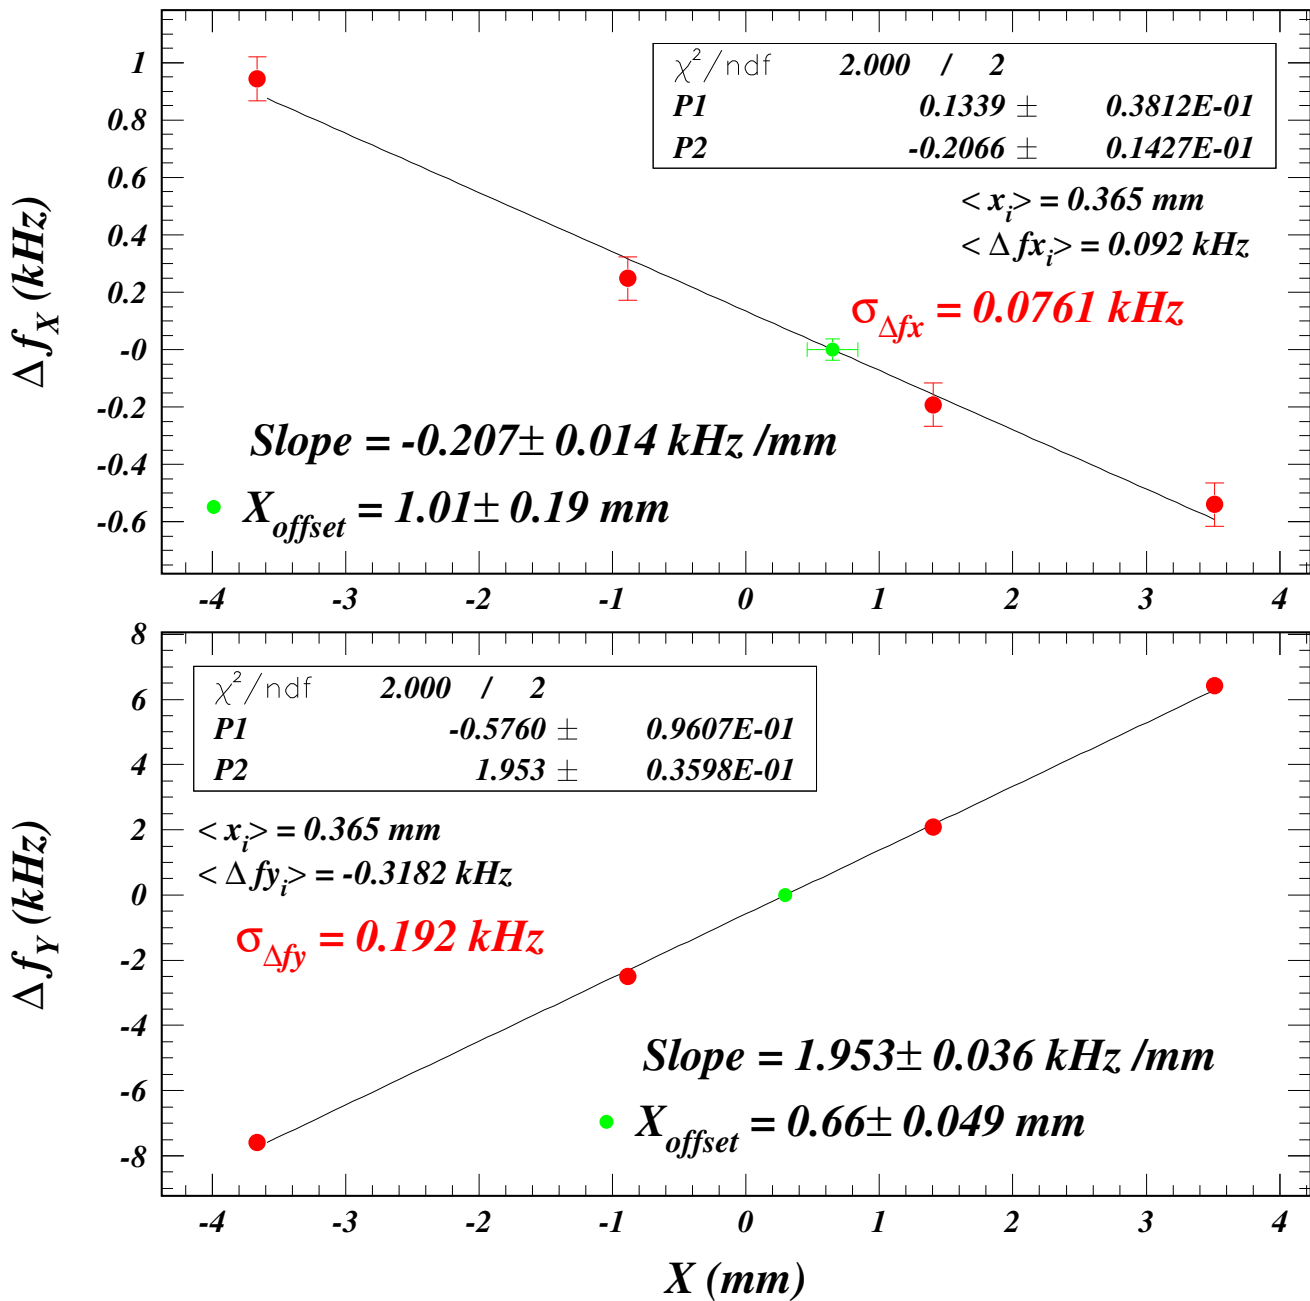 1
0.8
0.6
0.4
0.2
-0
-0.2
-0.4
-0.6
Δ f_X (kHz)
χ²/ndf 2.000 / 2
P1 0.1339 ± 0.3812E-01
P2 -0.2066 ± 0.1427E-01
< x_i> = 0.365 mm
< Δ fx_i> = 0.092 kHz
σ_Δfx = 0.0761 kHz
Slope = -0.207± 0.014 kHz /mm
X_offset = 1.01± 0.19 mm
-4 -3 -2 -1 0 1 2 3 4
8
6
4
2
0
-2
-4
-6
-8
Δ f_Y (kHz)
χ²/ndf 2.000 / 2
P1 -0.5760 ± 0.9607E-01
P2 1.953 ± 0.3598E-01
< x_i> = 0.365 mm
< Δ fy_i> = -0.3182 kHz
σ_Δfy = 0.192 kHz
Slope = 1.953± 0.036 kHz /mm
X_offset = 0.66± 0.049 mm
-4 -3 -2 -1 0 1 2 3 4
X (mm)